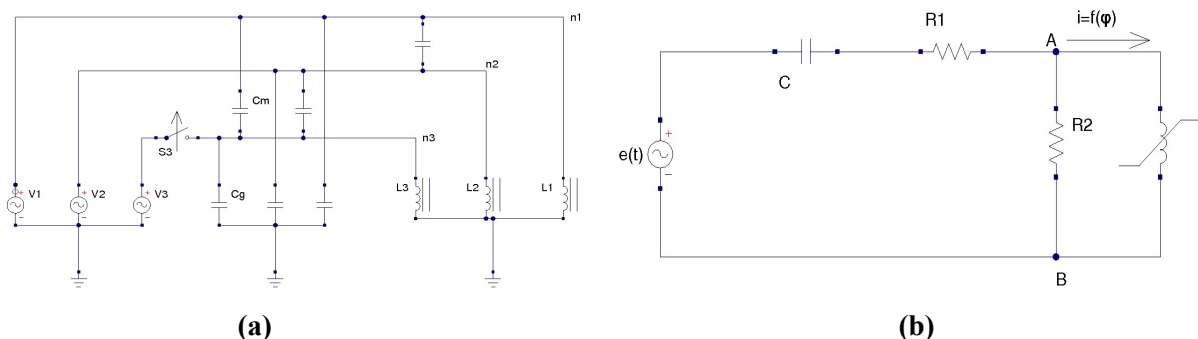 n1
n2
Cm
n3
S3
V1
V2
V3
Cg
L3
L2
L1
(a)
R1
A
i=f(φ)
C
R2
e(t)
B
(b)